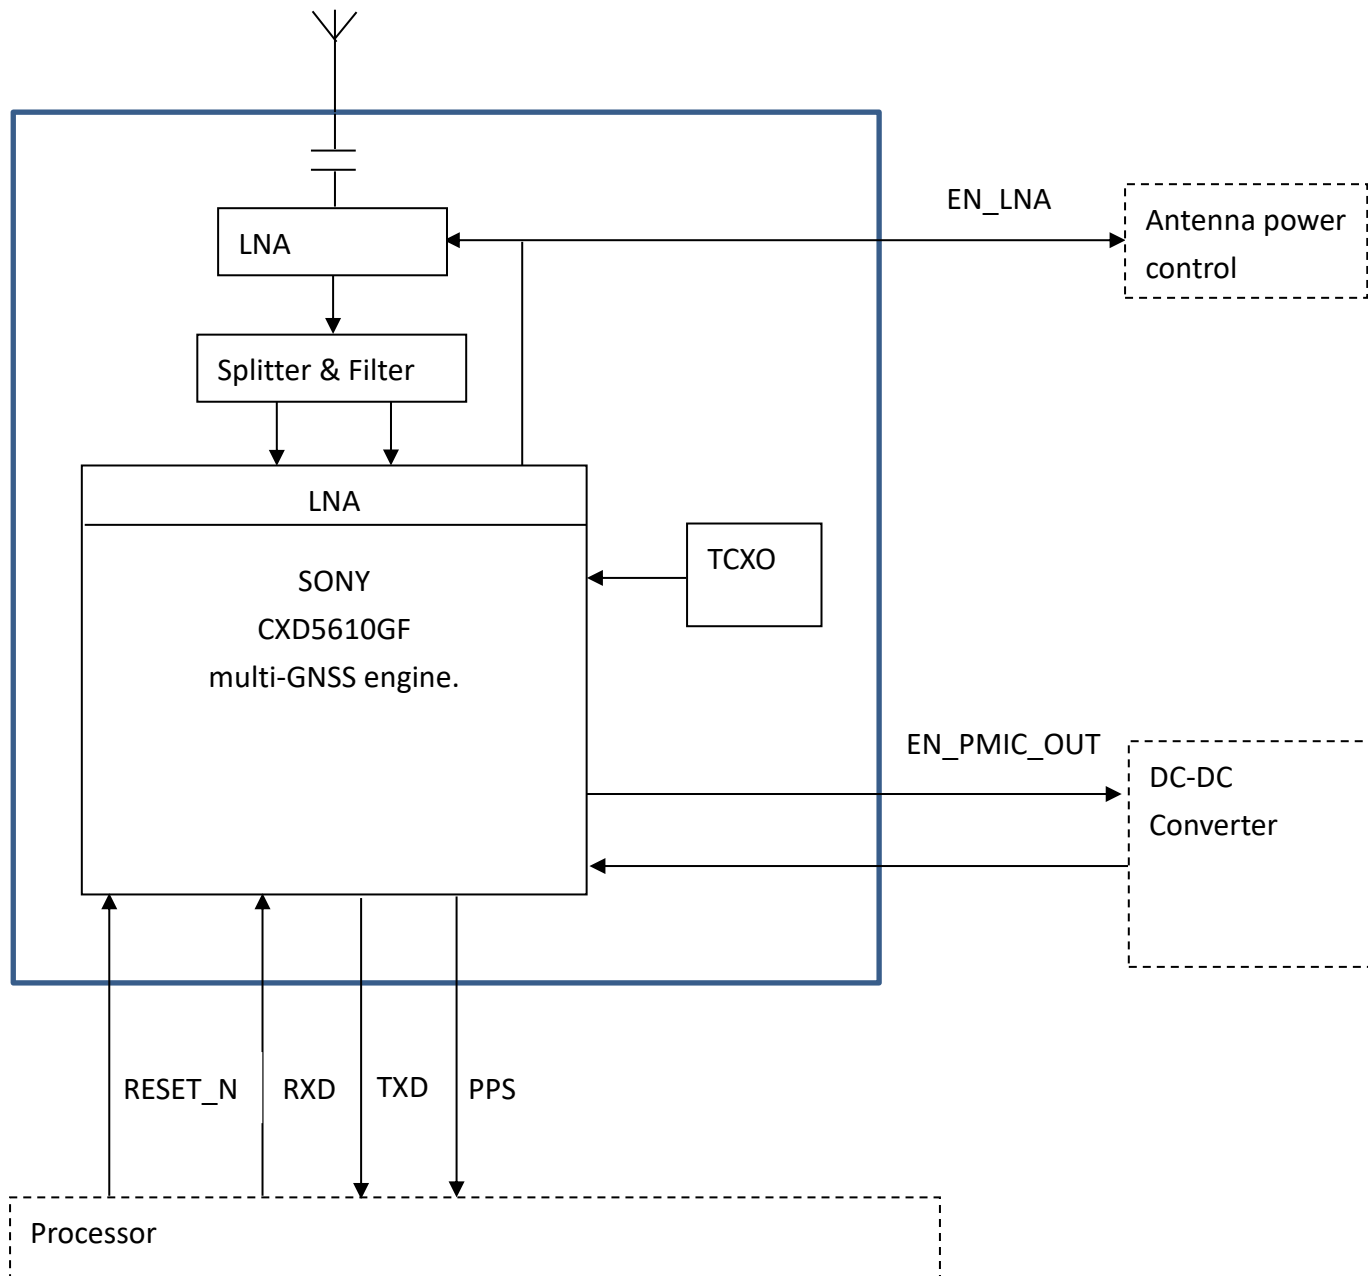 EN_LNA
Antenna power
control
LNA
Splitter & Filter
LNA
SONY
CXD5610GF
multi-GNSS engine.
TCXO
EN_PMIC_OUT
DC-DC
Converter
RESET_N
RXD
TXD
PPS
Processor